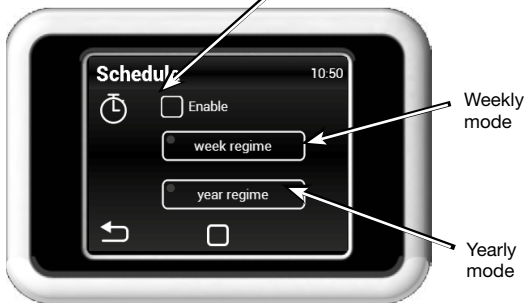 Schedule 10:50
Enable
week regime
year regime
Weekly
mode
Yearly
mode